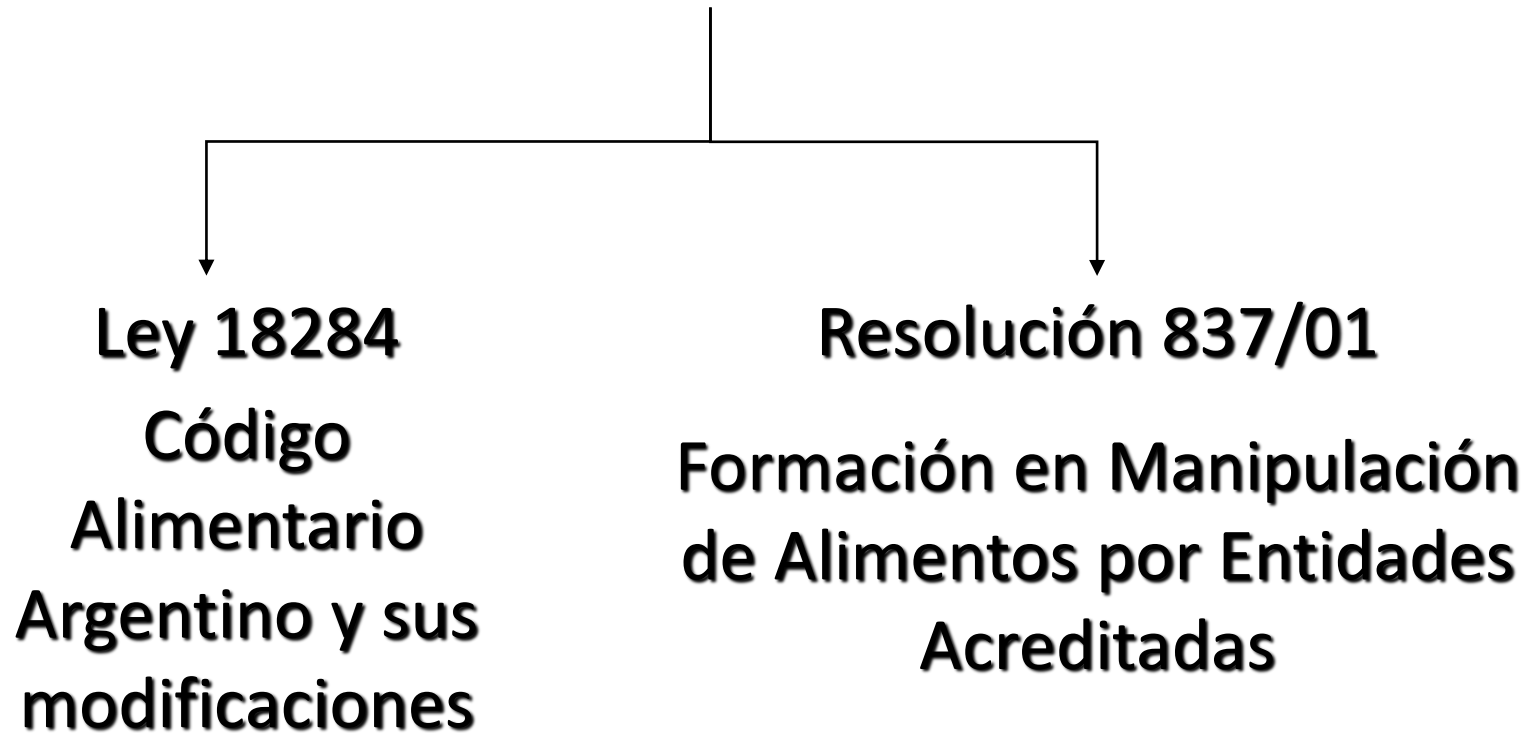 Ley 18284
Código
Alimentario
Argentino y sus
modificaciones
Resolución 837/01
Formación en Manipulación
de Alimentos por Entidades
Acreditadas